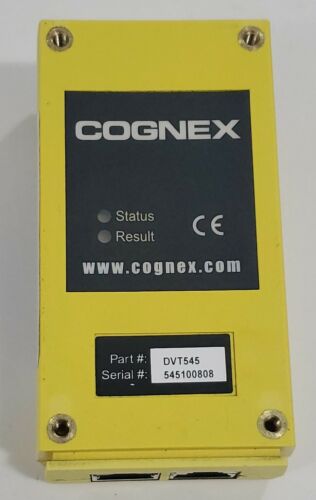 COGNEX
Status
Result
CE
www.cognex.com
Part #: DVT545
Serial #: 545100808